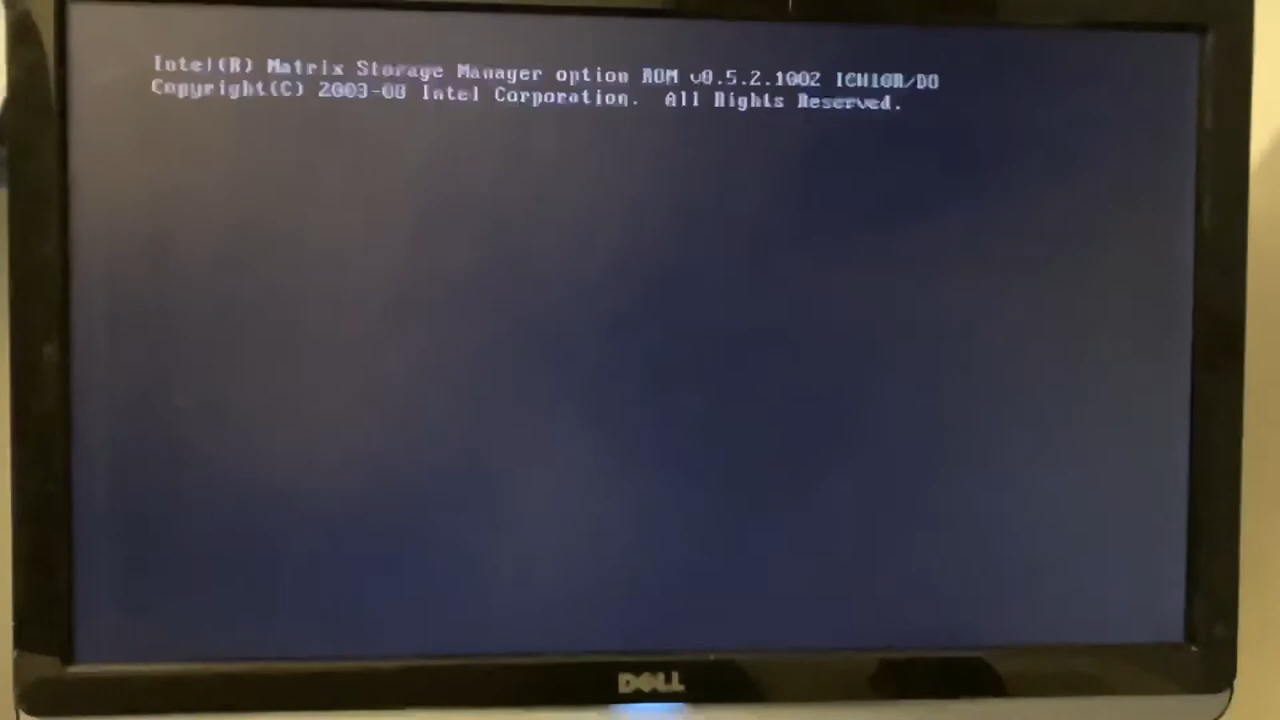 Intel(R) Matrix Storage Manager option ROM v8.5.2.1002 ICH10R/DO
Copyright(C) 2003-08 Intel Corporation.  All Rights Reserved.
DELL